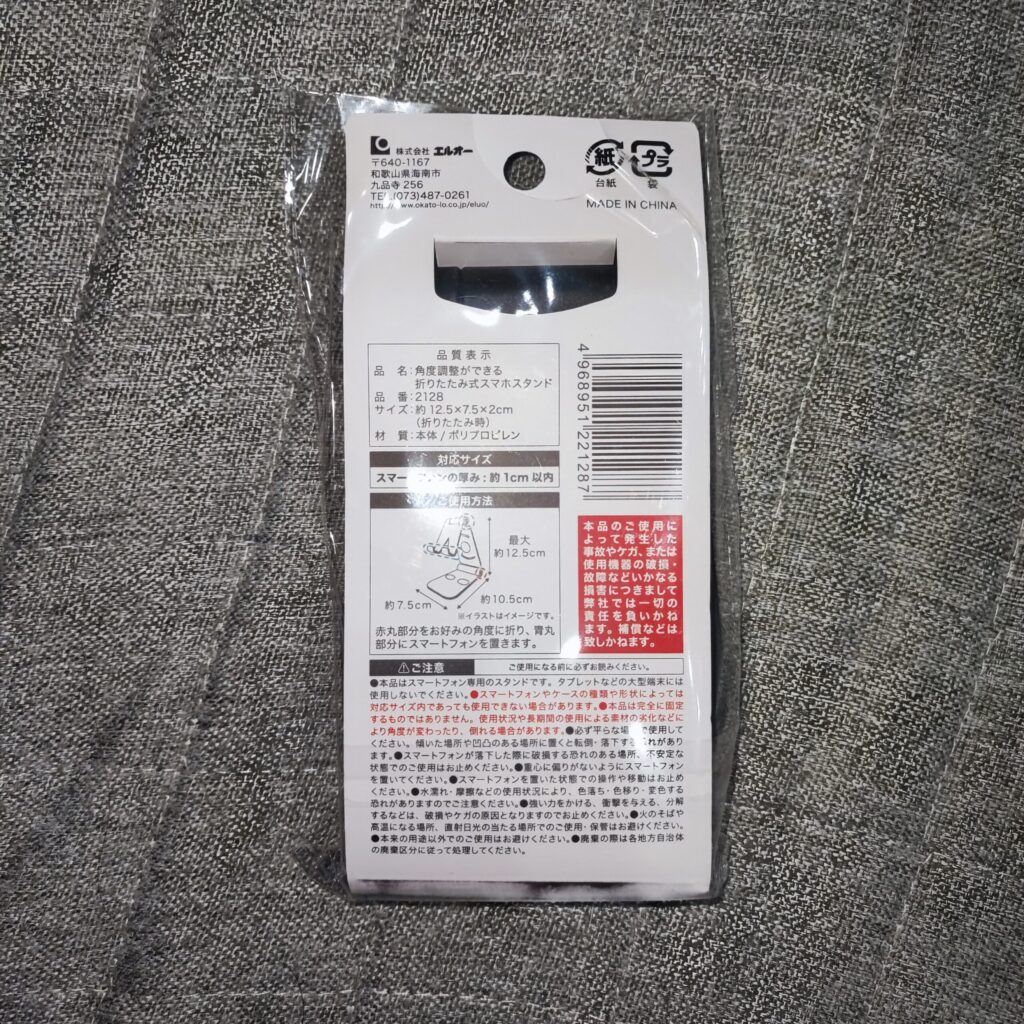 株式会社 エルオー
〒640-1167
和歌山県海南市
九品寺 256
TEL.(073)487-0261
http://www.okato-lo.co.jp/eluo/
紙
台紙
プラ
袋
MADE IN CHINA
品質表示
品 名:角度調整ができる
折りたたみ式スマホスタンド
品 番:2128
サイズ:約 12.5×7.5×2cm
(折りたたみ時)
材 質:本体 / ポリプロピレン
4 968951 221287
対応サイズ
スマートフォンの厚み:約 1cm 以内
ご使用方法
最大
約12.5cm
約7.5cm
約10.5cm
※イラストはイメージです。
赤丸部分をお好みの角度に折り、青丸
部分にスマートフォンを置きます。
本品のご使用に
よって発生した
事故やケガ、または
使用機器の破損・
故障などいかなる
損害につきまして
弊社では一切の
責任を負いかね
ます。補償などは
致しかねます。
⚠ご注意
ご使用になる前に必ずお読みください。
●本品はスマートフォン専用のスタンドです。タブレットなどの大型端末には
使用しないでください。●スマートフォンやケースの種類や形状によっては
対応サイズ内であっても使用できない場合があります。●本品は完全に固定
するものではありません。使用状況や長期間の使用による素材の劣化などに
より角度が変わったり、倒れる場合があります。●必ず平らな場所で使用して
ください。傾いた場所や凹凸のある場所に置くと転倒・落下する恐れがあり
ます。●スマートフォンが落下した際に破損する恐れのある場所、不安定な
状態でのご使用はお止めください。●重心に偏りがないようにスマートフォン
を置いてください。●スマートフォンを置いた状態での操作や移動はお止め
ください。●水濡れ・摩擦などの使用状況により、色落ち・色移り・変色する
恐れがありますのでご注意ください。●強い力をかける、衝撃を与える、分解
するなどは、破損やケガの原因となりますのでお止めください。●火のそばや
高温になる場所、直射日光の当たる場所でのご使用・保管はお避けください。
●本来の用途以外でのご使用はお避けください。●廃棄の際は各地方自治体
の廃棄区分に従って処理してください。